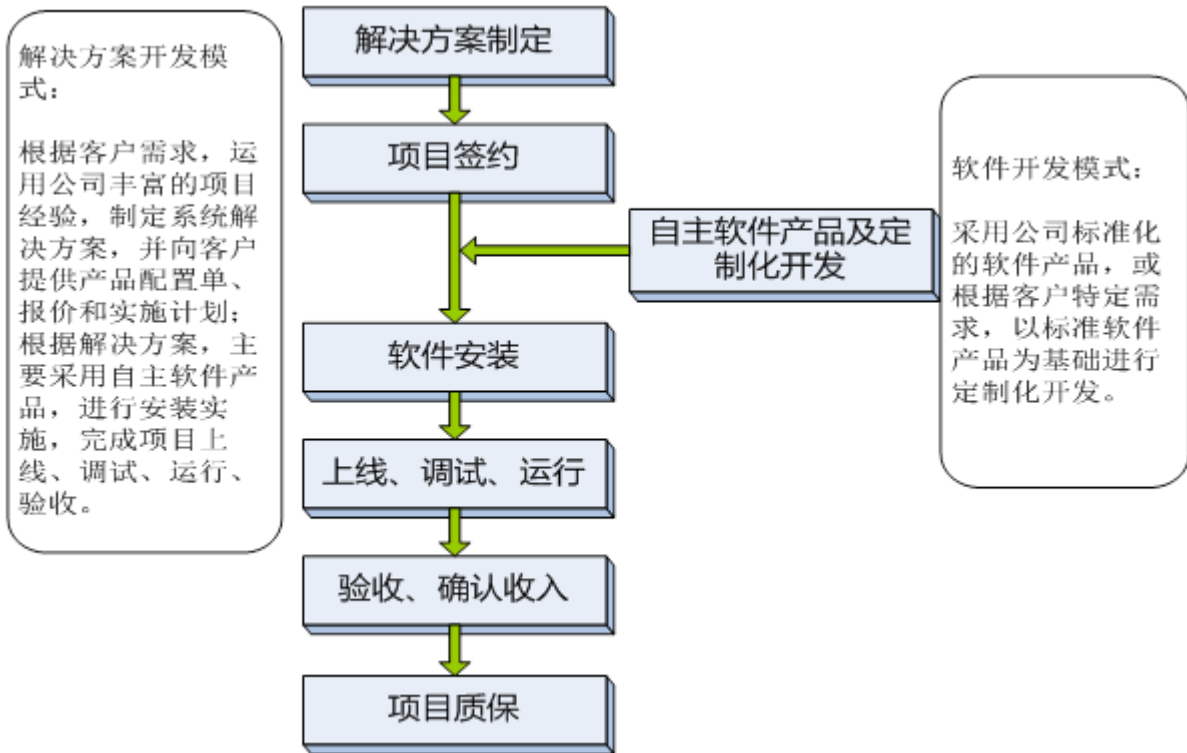 解决方案开发模
式：
根据客户需求，运
用公司丰富的项目
经验，制定系统解
决方案，并向客户
提供产品配置单、
报价和实施计划；
根据解决方案，主
要采用自主软件产
品，进行安装实
施，完成项目上
线、调试、运行、
验收。
解决方案制定
项目签约
自主软件产品及定
制化开发
软件安装
上线、调试、运行
验收、确认收入
项目质保
软件开发模式：
采用公司标准化
的软件产品，或
根据客户特定需
求，以标准软件
产品为基础进行
定制化开发。